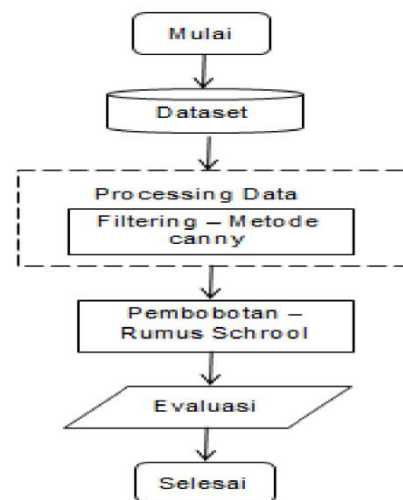 Mulai
Dataset
Processing Data
Filtering – Metode
canny
Pembobotan –
Rumus Schrool
Evaluasi
Selesai